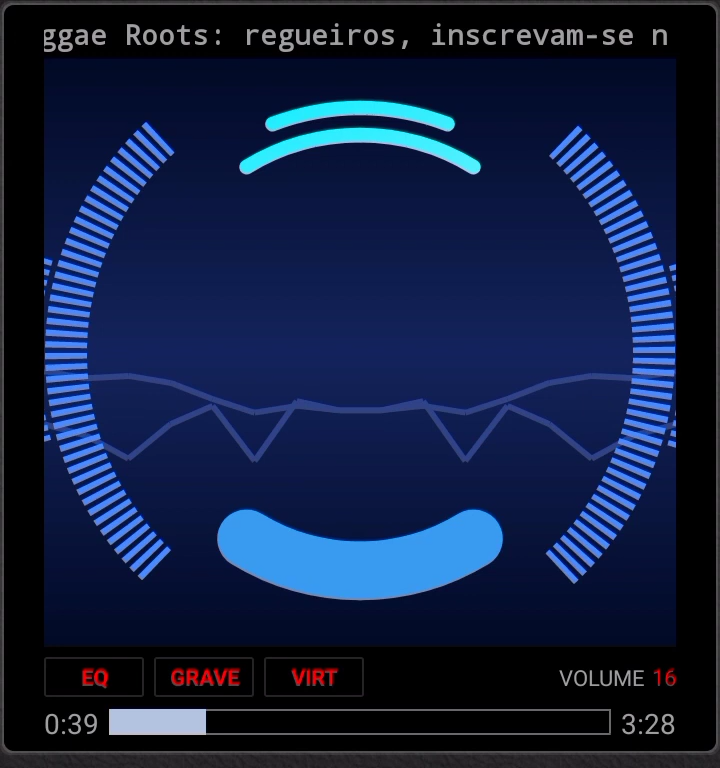 ggae Roots: regueiros, inscrevam-se n
EQ GRAVE VIRT VOLUME 16
0:39 3:28